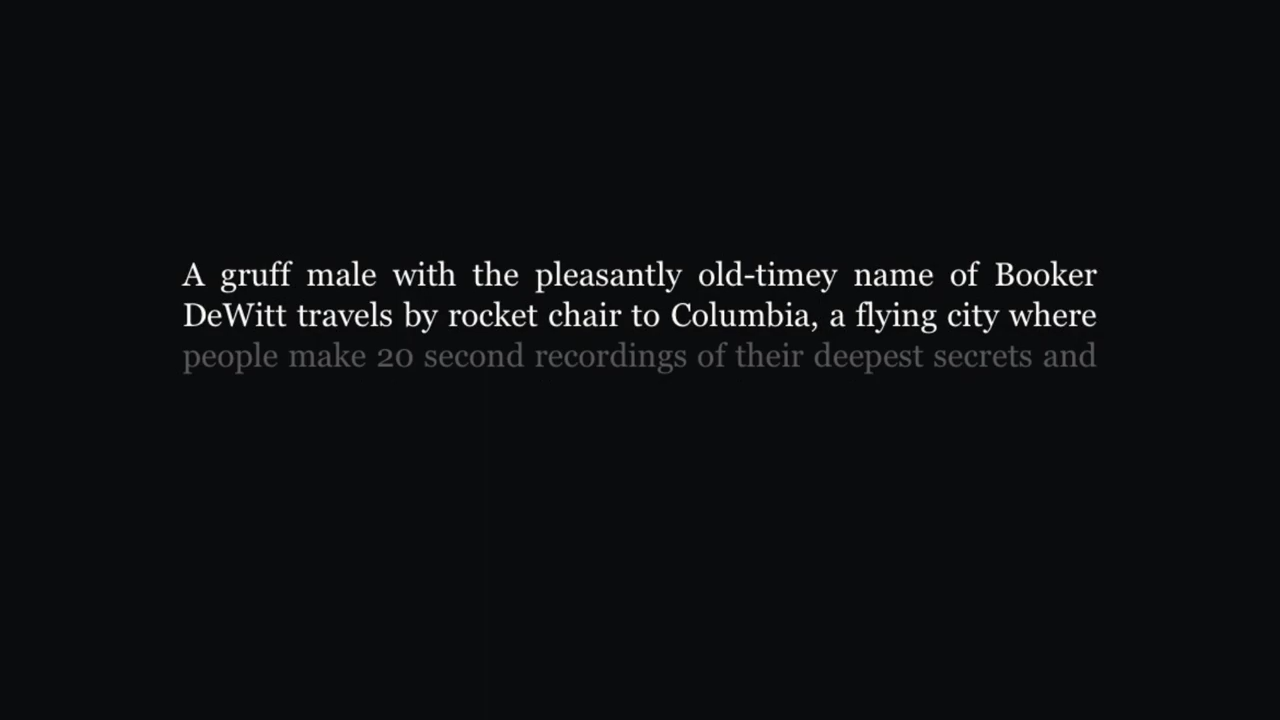 A gruff male with the pleasantly old-timey name of Booker
DeWitt travels by rocket chair to Columbia, a flying city where
people make 20 second recordings of their deepest secrets and